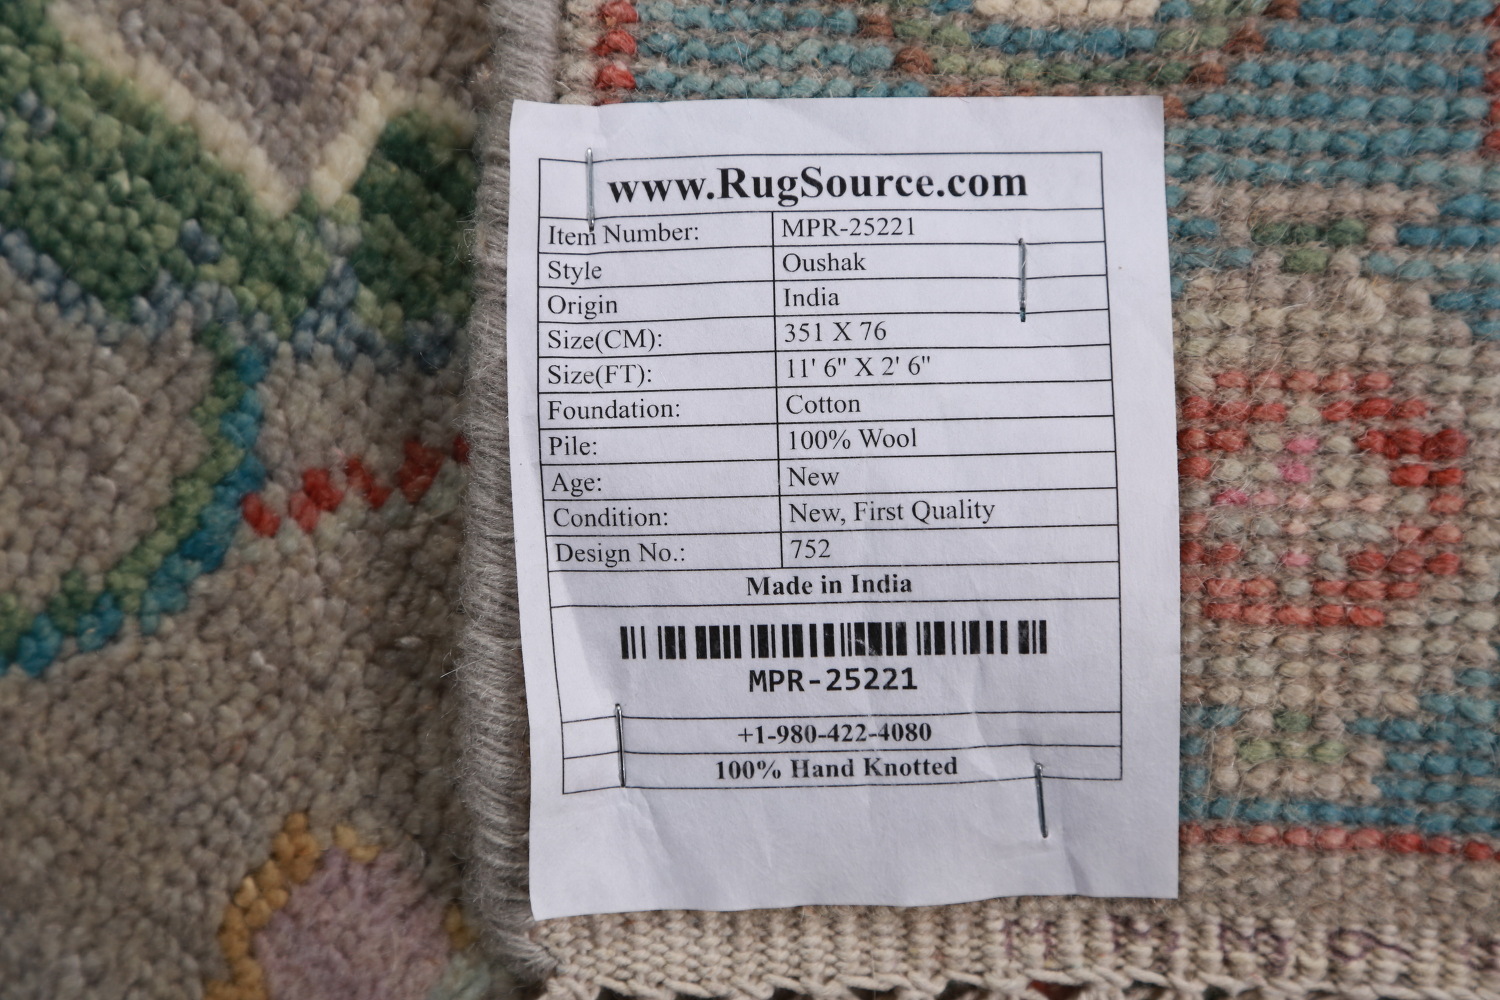 www.RugSource.com
Item Number: MPR-25221
Style Oushak
Origin India
Size(CM): 351 X 76
Size(FT): 11' 6" X 2' 6"
Foundation: Cotton
Pile: 100% Wool
Age: New
Condition: New, First Quality
Design No.: 752
Made in India
MPR-25221
+1-980-422-4080
100% Hand Knotted